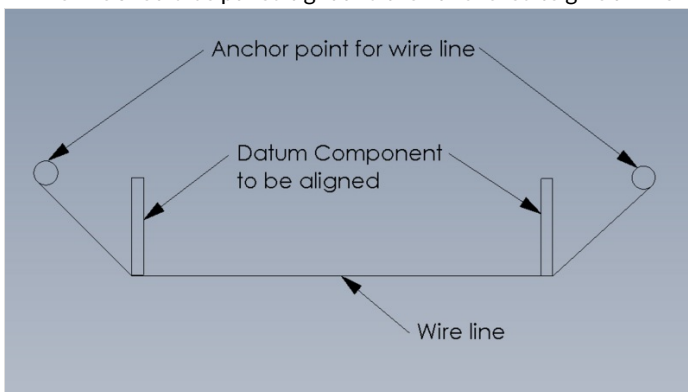 Anchor point for wire line
Datum Component
to be aligned
Wire line